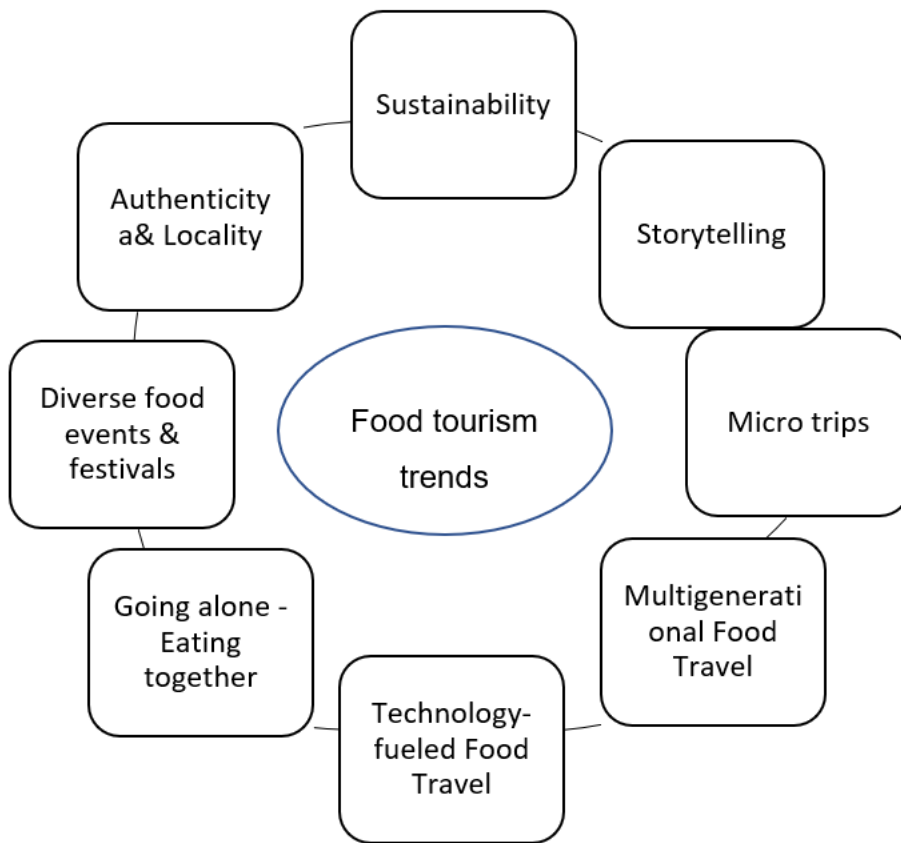 Sustainability
Storytelling
Micro trips
Multigenerati
onal Food
Travel
Technology-
fueled Food
Travel
Going alone -
Eating
together
Diverse food
events &
festivals
Authenticity
a& Locality
Food tourism
trends